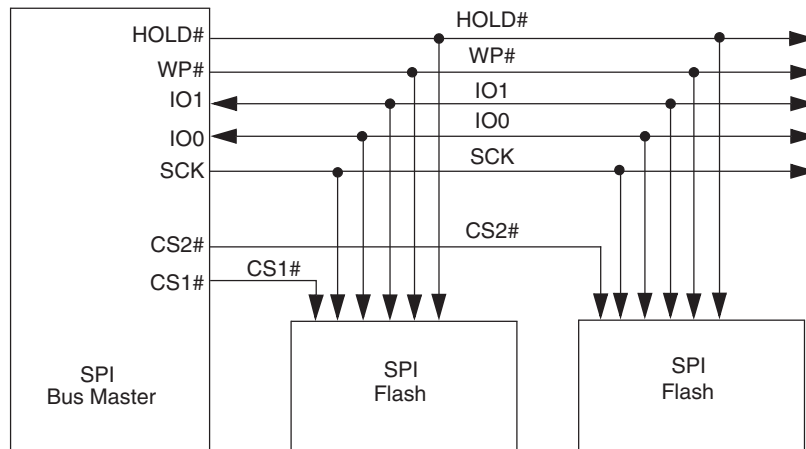 HOLD#
HOLD#
WP#
WP#
IO1
IO1
IO0
IO0
SCK
SCK
CS2#
CS2#
CS1#
CS1#
SPI
Bus Master
SPI
Flash
SPI
Flash